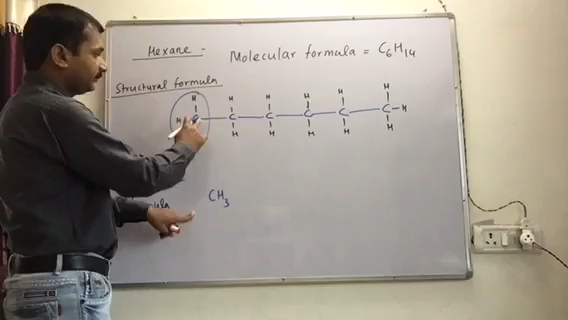 Hexane - Molecular formula = C₆H₁₄
Structural formula
H H H H H H
H C - C - C - C - C - C - H
H H H H H
CH₃